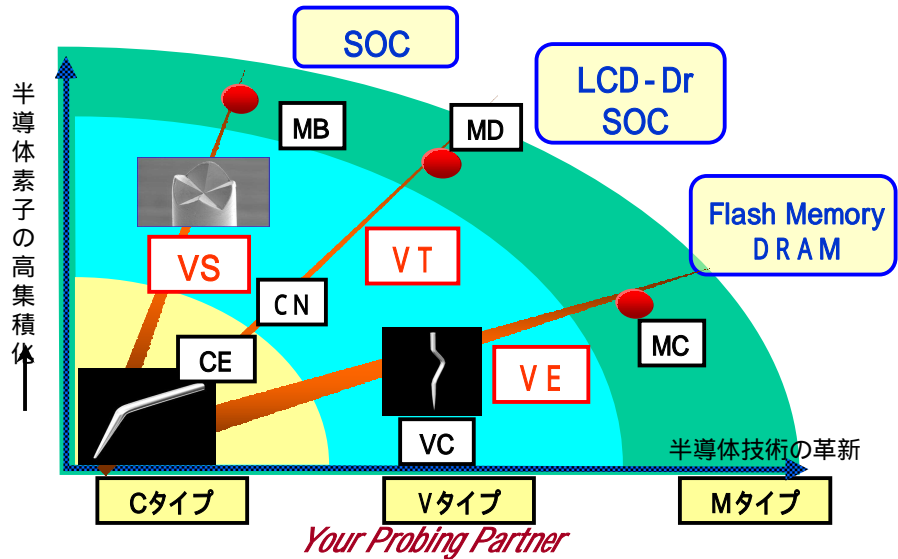 SOC
LCD-Dr
SOC
Flash Memory
DRAM
半導体素子の高集積化
MB
MD
VS
VT
CN
CE
MC
VE
VC
半導体技術の革新
Cタイプ
Vタイプ
Mタイプ
Your Probing Partner